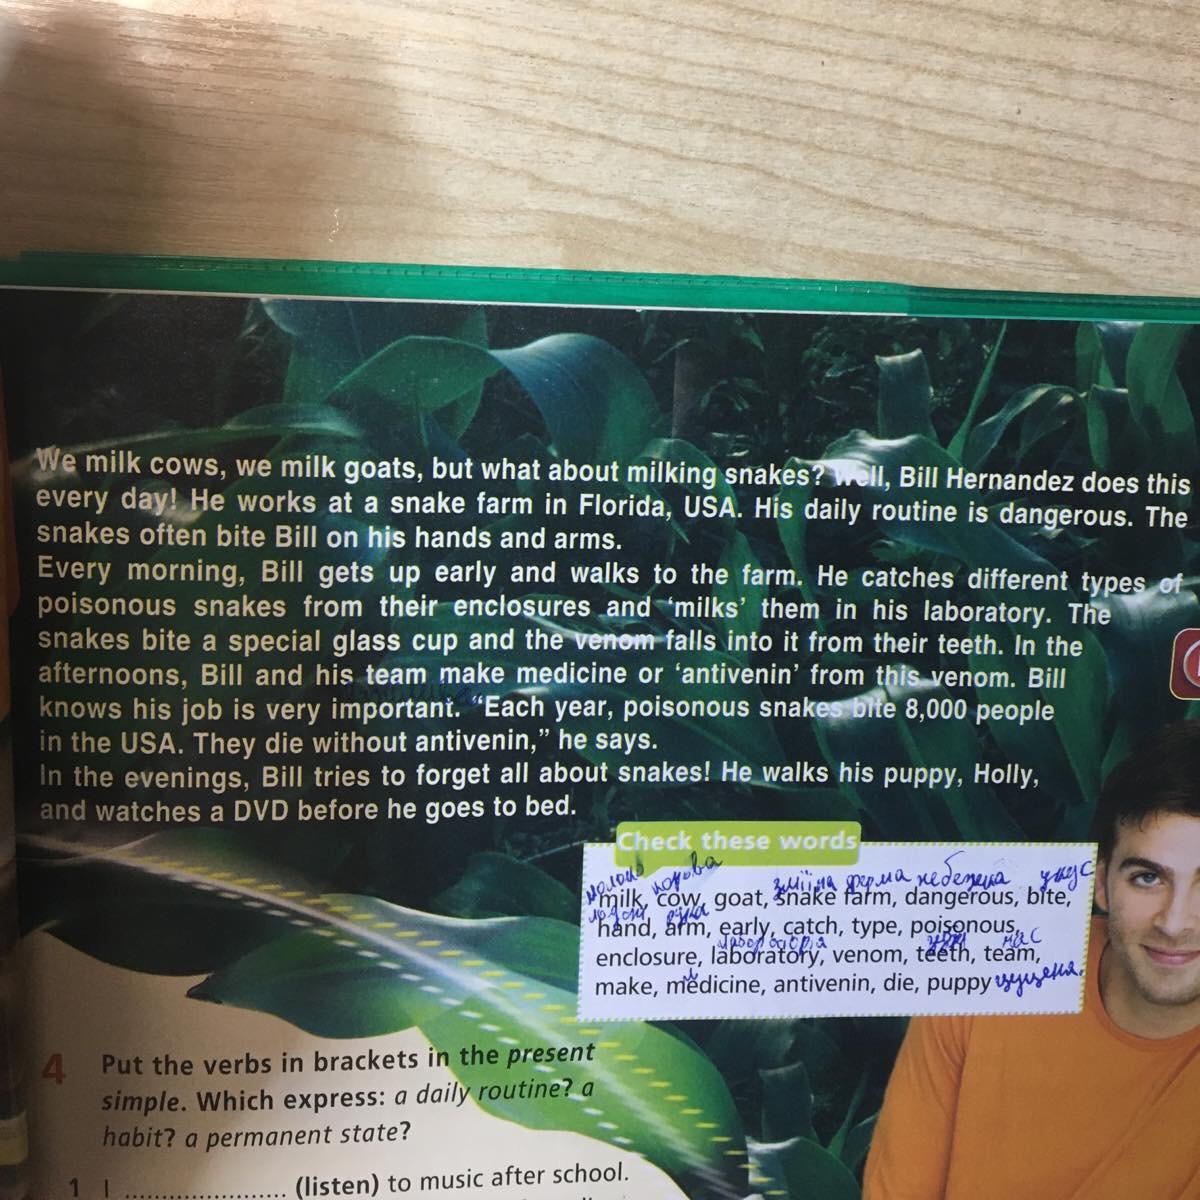 We milk cows, we milk goats, but what about milking snakes? Well, Bill Hernandez does this
every day! He works at a snake farm in Florida, USA. His daily routine is dangerous. The
snakes often bite Bill on his hands and arms.
Every morning, Bill gets up early and walks to the farm. He catches different types of
poisonous snakes from their enclosures and ‘milks’ them in his laboratory. The
snakes bite a special glass cup and the venom falls into it from their teeth. In the
afternoons, Bill and his team make medicine or ‘antivenin’ from this venom. Bill
knows his job is very important. “Each year, poisonous snakes bite 8,000 people
in the USA. They die without antivenin,” he says.
In the evenings, Bill tries to forget all about snakes! He walks his puppy, Holly,
and watches a DVD before he goes to bed.
Check these words
молоко корова зміїна ферма небезпека укус
milk, cow, goat, snake farm, dangerous, bite,
рука
hand, arm, early, catch, type, poisonous,
enclosure, laboratory, venom, teeth, team,
make, medicine, antivenin, die, puppy цуценя.
4 Put the verbs in brackets in the present
simple. Which express: a daily routine? a
habit? a permanent state?
1 I ........................ (listen) to music after school.